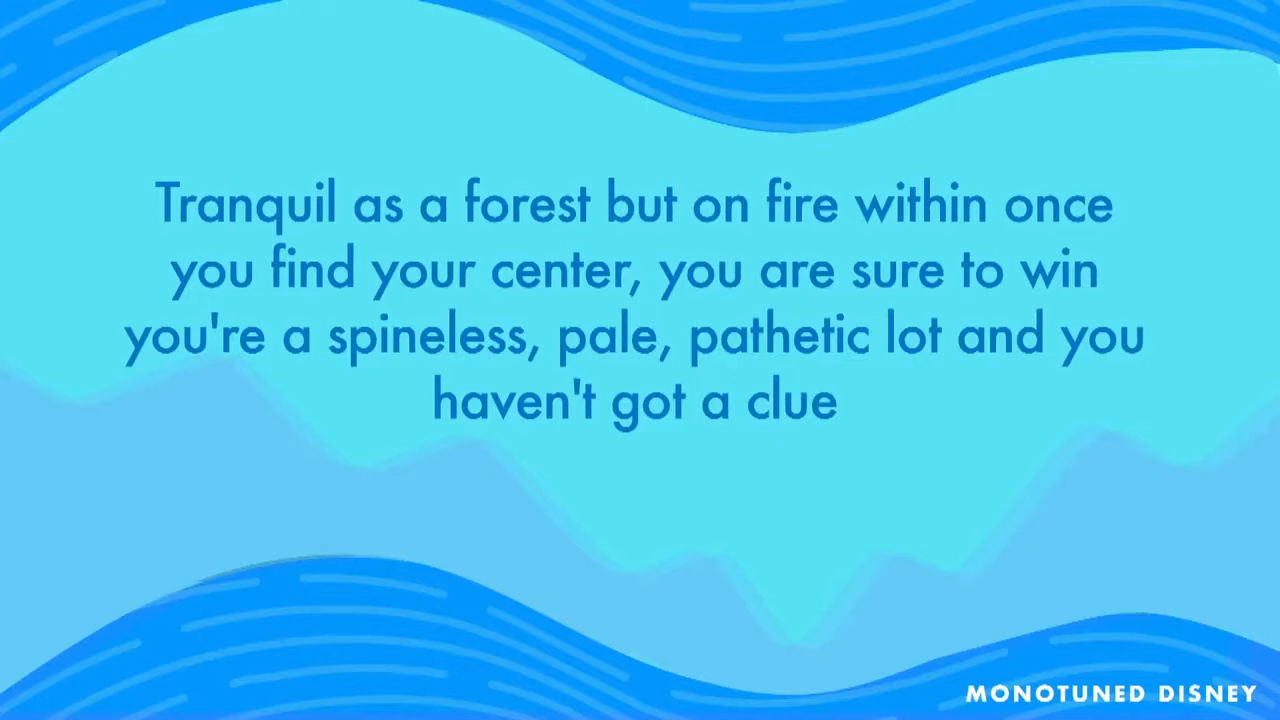 Tranquil as a forest but on fire within once
you find your center, you are sure to win
you're a spineless, pale, pathetic lot and you
haven't got a clue
MONOTUNED DISNEY